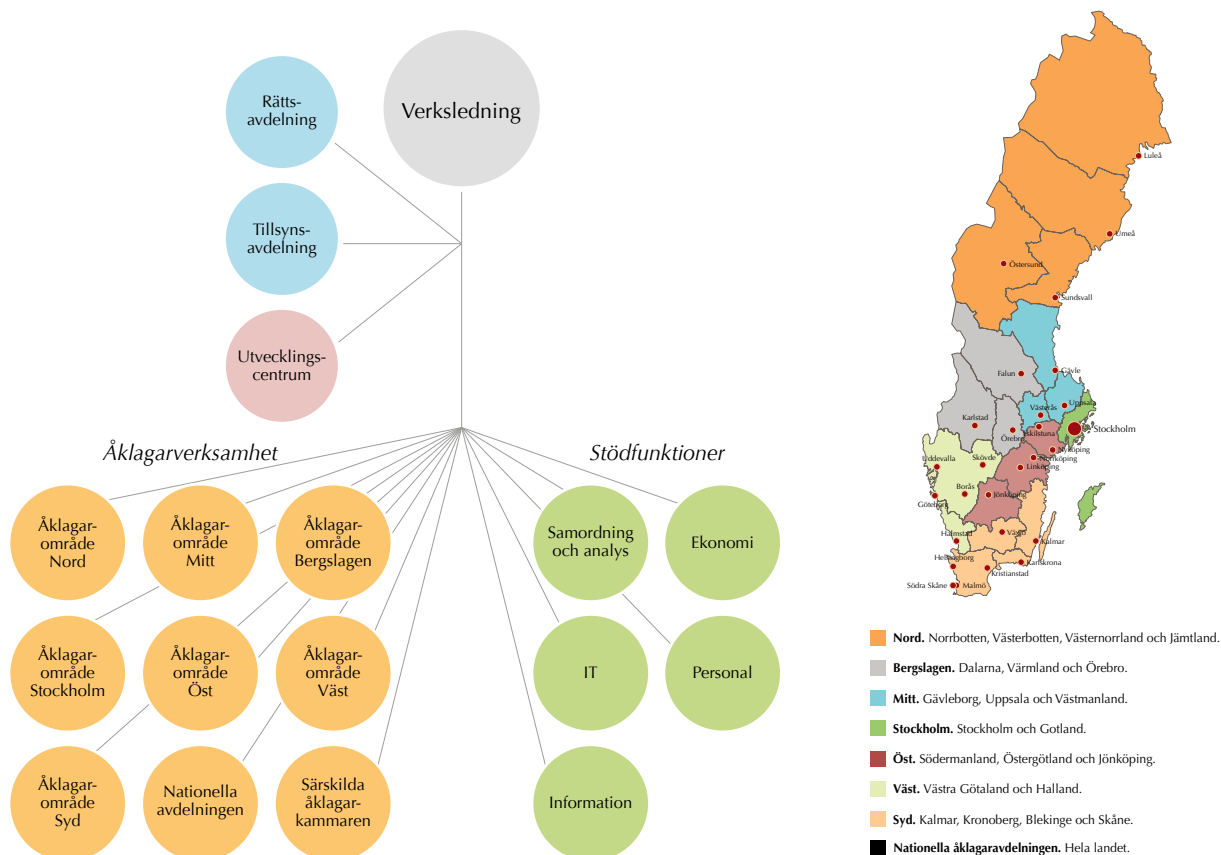 Verksledning
Rätts-
avdelning
Tillsyns-
avdelning
Utvecklings-
centrum
Åklagarverksamhet
Stödfunktioner
Åklagar-
område
Nord
Åklagar-
område
Mitt
Åklagar-
område
Bergslagen
Samordning
och analys
Ekonomi
Åklagar-
område
Stockholm
Åklagar-
område
Öst
Åklagar-
område
Väst
IT
Personal
Åklagar-
område
Syd
Nationella
avdelningen
Särskilda
åklagar-
kammaren
Information
Luleå
Umeå
Östersund
Sundsvall
Falun
Gävle
Västerås
Uppsala
Karlstad
Örebro
Eskilstuna
Stockholm
Nyköping
Uddevalla
Skövde
Norrköping
Linköping
Borås
Jönköping
Göteborg
Halmstad
Växjö
Kalmar
Helsingborg
Karlskrona
Kristianstad
Södra Skåne
Malmö
Nord. Norrbotten, Västerbotten, Västernorrland och Jämtland.
Bergslagen. Dalarna, Värmland och Örebro.
Mitt. Gävleborg, Uppsala och Västmanland.
Stockholm. Stockholm och Gotland.
Öst. Södermanland, Östergötland och Jönköping.
Väst. Västra Götaland och Halland.
Syd. Kalmar, Kronoberg, Blekinge och Skåne.
Nationella åklagaravdelningen. Hela landet.